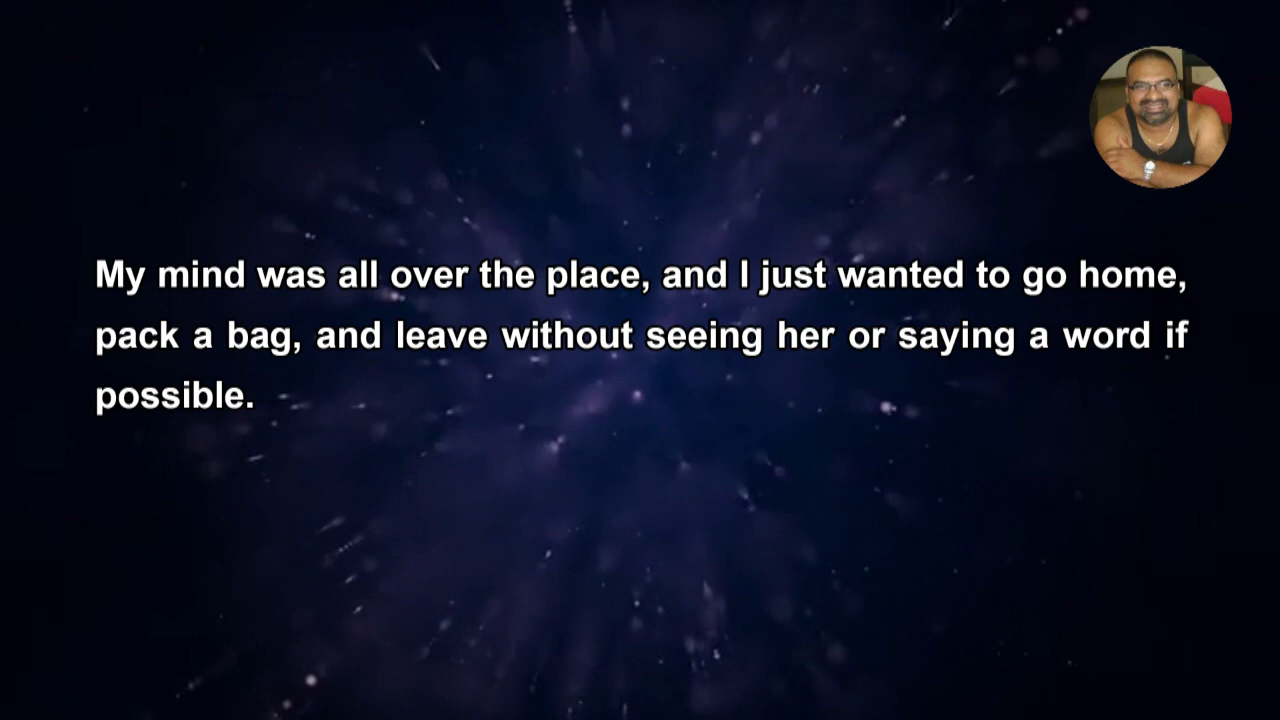 My mind was all over the place, and I just wanted to go home,
pack a bag, and leave without seeing her or saying a word if
possible.